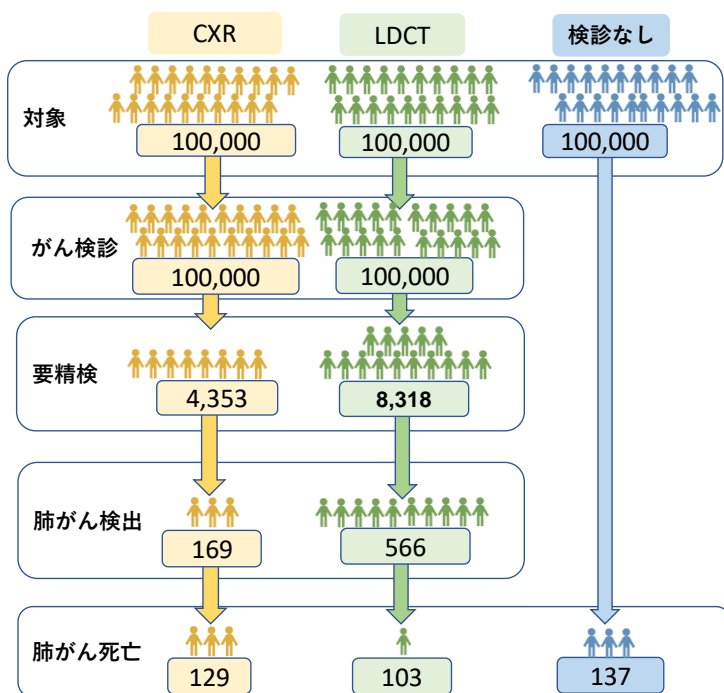 CXR LDCT 検診なし
対象
100,000 100,000 100,000
がん検診
100,000 100,000
要精検
4,353 8,318
肺がん検出
169 566
肺がん死亡
129 103 137